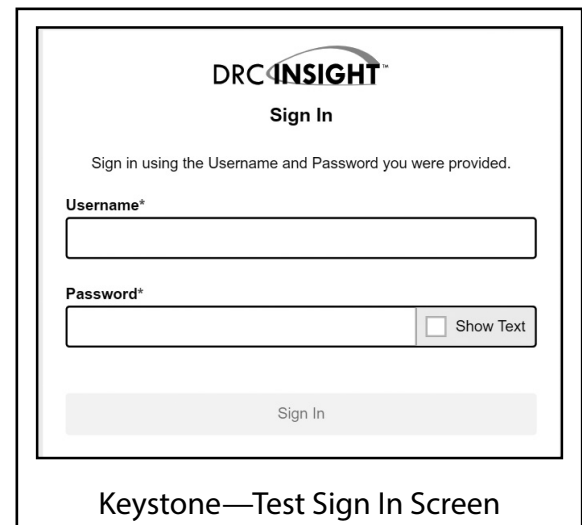 DRC INSIGHT™
Sign In
Sign in using the Username and Password you were provided.
Username*
Password*
Show Text
Sign In
Keystone—Test Sign In Screen